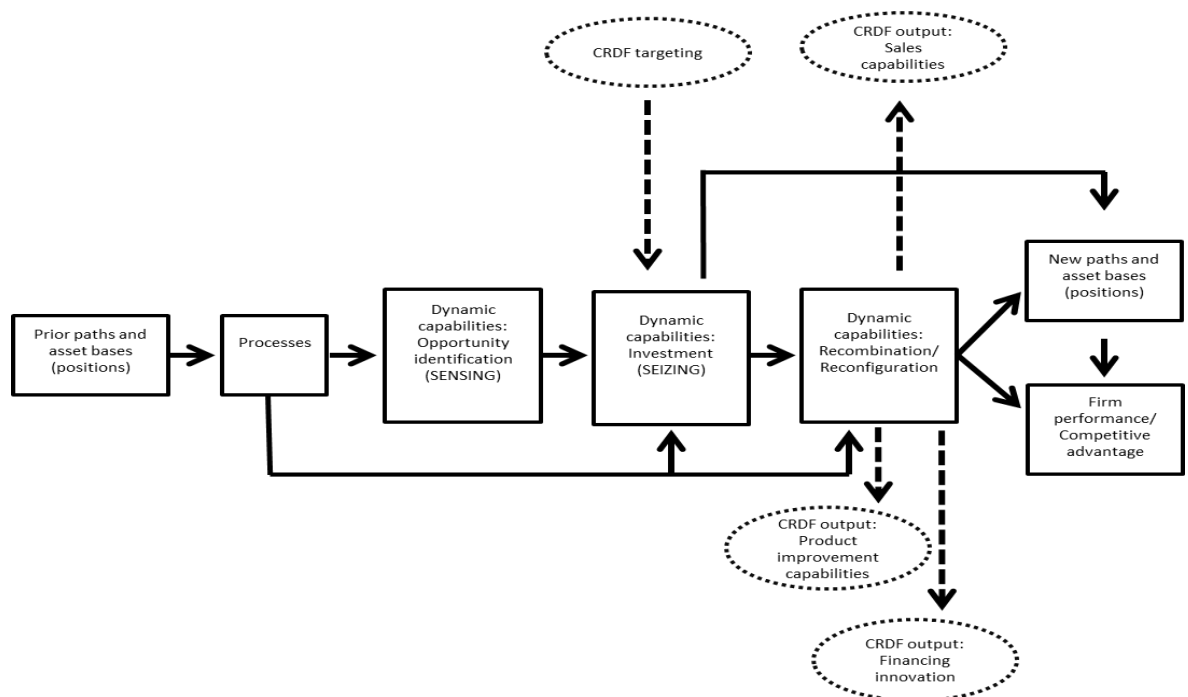 CRDF targeting
CRDF output:
Sales
capabilities
New paths and
asset bases
(positions)
Prior paths and
asset bases
(positions)
Processes
Dynamic
capabilities:
Opportunity
identification
(SENSING)
Dynamic
capabilities:
Investment
(SEIZING)
Dynamic
capabilities:
Recombination/
Reconfiguration
Firm
performance/
Competitive
advantage
CRDF output:
Product
improvement
capabilities
CRDF output:
Financing
innovation